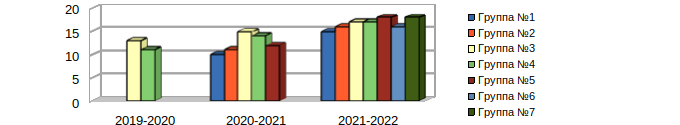 20
15
10
5
0
2019-2020
2020-2021
2021-2022
Группа №1
Группа №2
Группа №3
Группа №4
Группа №5
Группа №6
Группа №7